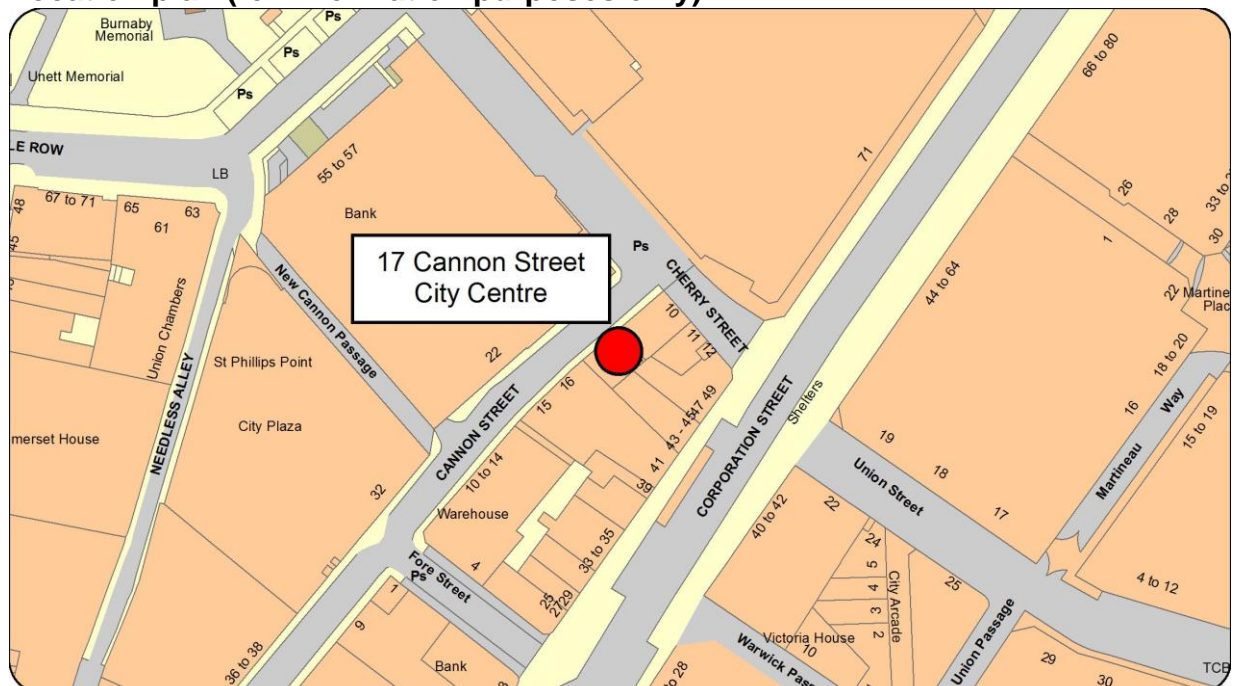 Burnaby
Memorial
Unett Memorial
Ps
Ps
Ps
LE ROW
LB
55 to 57
Bank
71
66 to 80
26
28
30
1
22
Martine
Plac
48
45
67 to 71
65
63
61
17 Cannon Street
City Centre
Ps
CHERRY STREET
44 to 64
18 to 20
Union Chambers
New Cannon Passage
St Phillips Point
City Plaza
NEEDLESS ALLEY
merset House
22
16
15
10
11
12
CANNON STREET
43 - 45
47
49
41
39
CORPORATION STREET
Shelters
16
Way
15 to 19
Martineau
19
18
17
Union Street
22
10 to 14
Warehouse
32
33 to 35
40 to 42
24
5
4
3
2
City Arcade
25
4 to 12
Fore Street
Ps
4
25
27
29
1
9
36 to 38
Bank
Victoria House
10
Warwick Pass
Union Passage
28
29
30
TCB